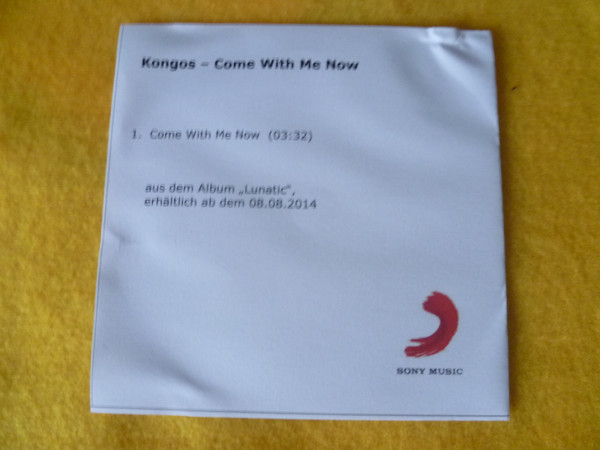 Kongos – Come With Me Now
1. Come With Me Now (03:32)
aus dem Album „Lunatic“,
erhältlich ab dem 08.08.2014
SONY MUSIC